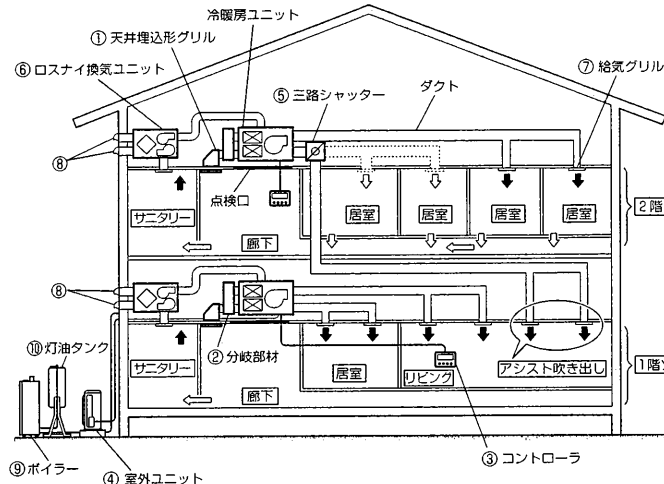 冷暖房ユニット
① 天井埋込形グリル
⑥ ロスナイ換気ユニット
⑤ 三路シャッター
ダクト
⑦ 給気グリル
⑧
点検口
サニタリー
廊下
居室
居室
居室
居室
2階
⑧
⑩ 灯油タンク
② 分岐部材
サニタリー
廊下
居室
リビング
アシスト吹き出し
⑨ ボイラー
④ 室外ユニット
③ コントローラ